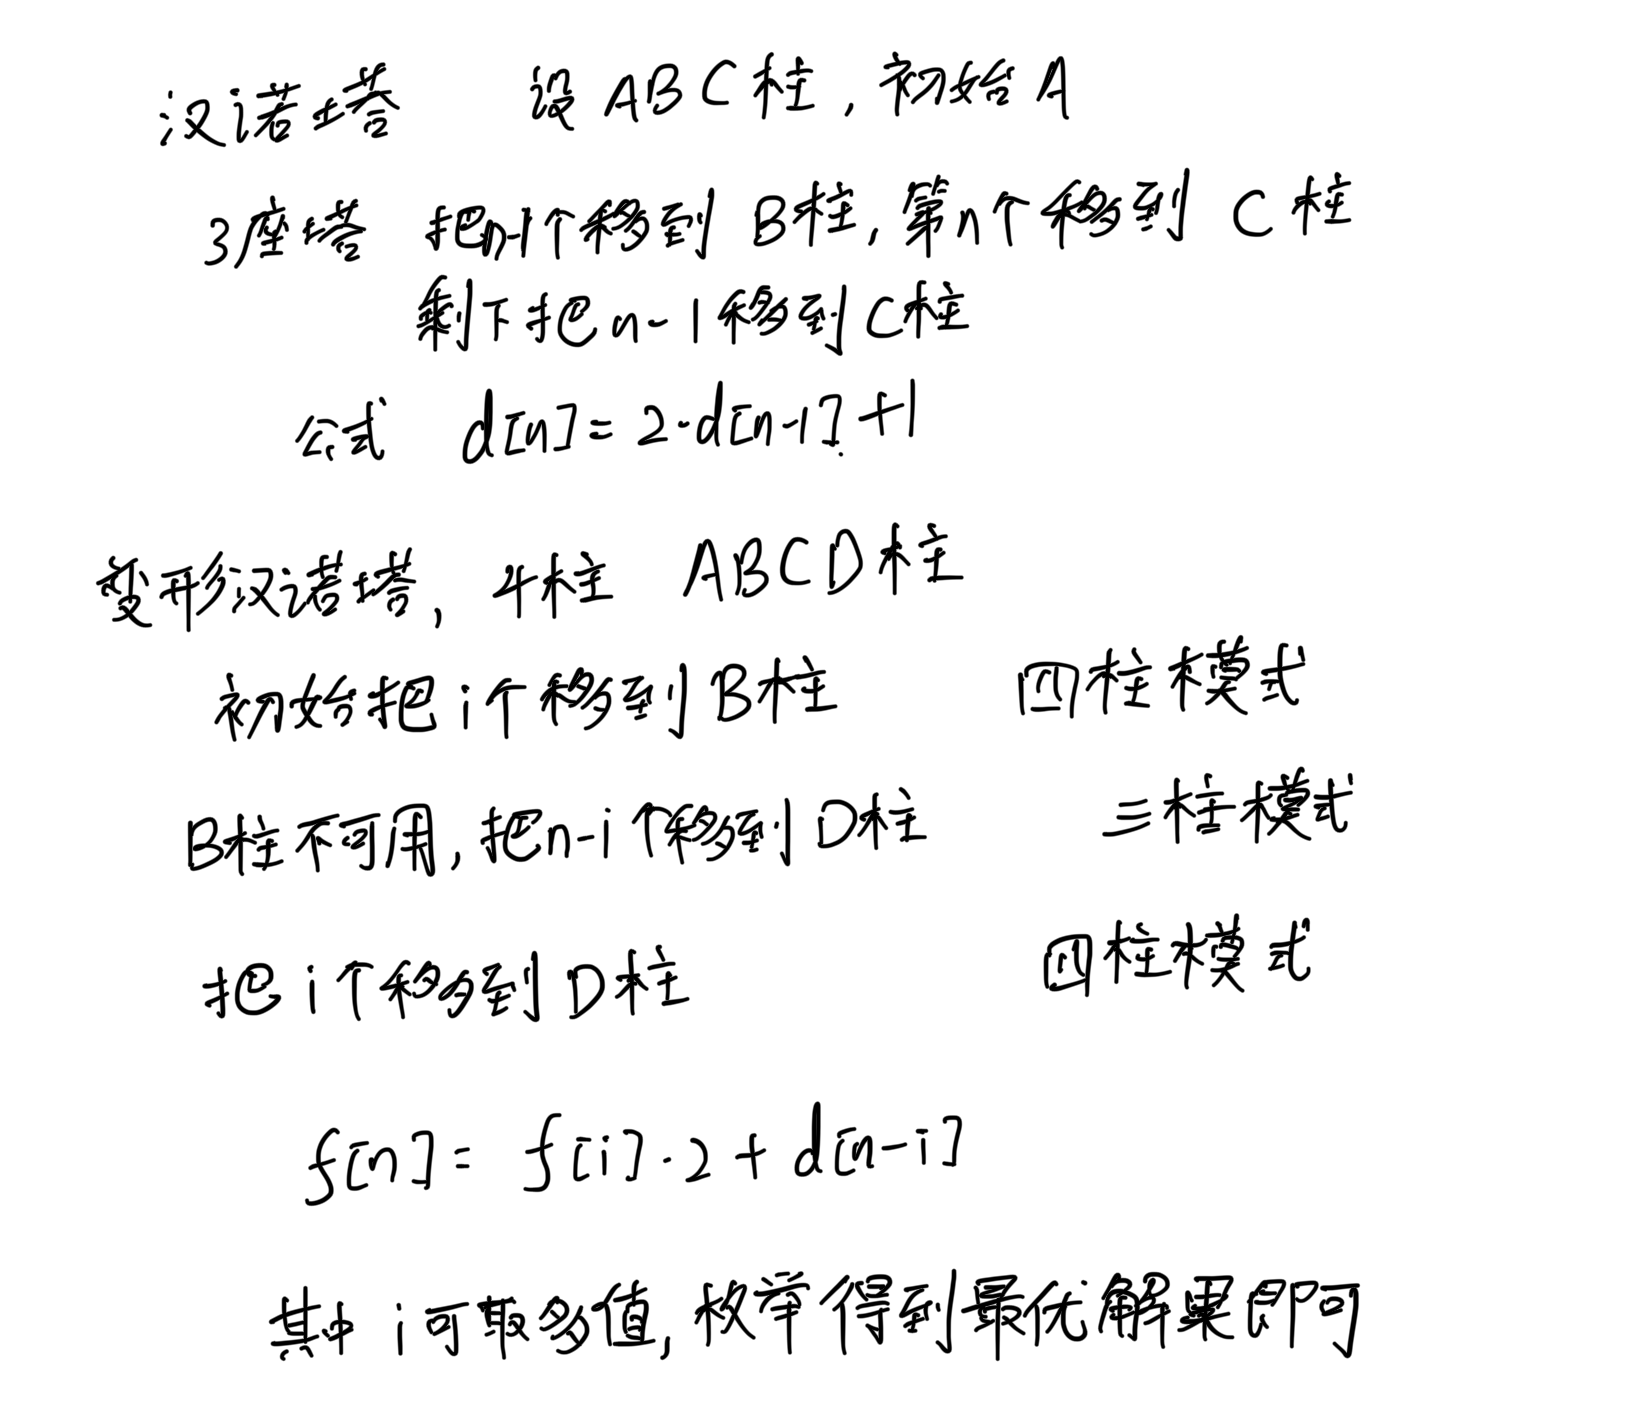 汉诺塔 设ABC柱,初始A
3座塔 把n-1个移到B柱,第n个移到C柱
剩下把n-1移到C柱
公式 d[n]=2·d[n-1]+1
变形汉诺塔,4柱 ABCD柱
初始把i个移到B柱 四柱模式
B柱不可用,把n-i个移到D柱 三柱模式
把i个移到D柱 四柱模式
f[n]= f[i]·2+d[n-i]
其中i可取多值,枚举得到最优解果即可